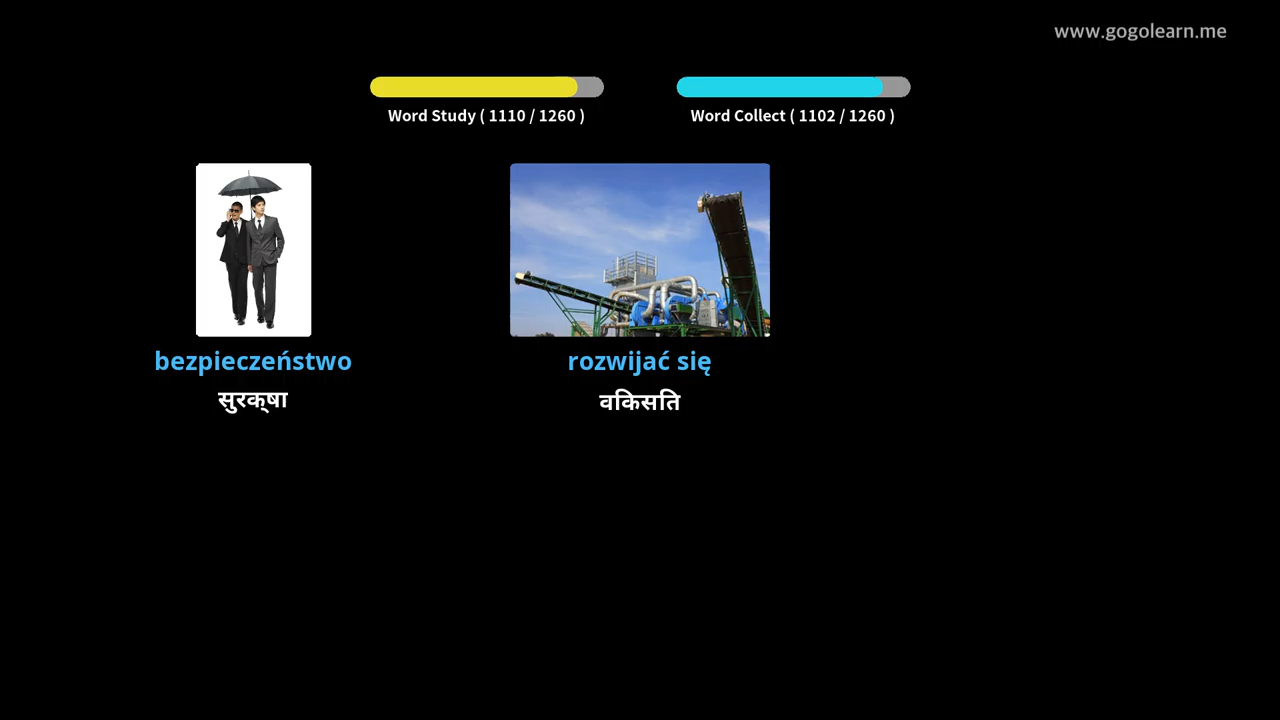 www.gogolearn.me
Word Study ( 1110 / 1260 )
Word Collect ( 1102 / 1260 )
bezpieczeństwo
rozwijać się
सुरक्षा
विकसित